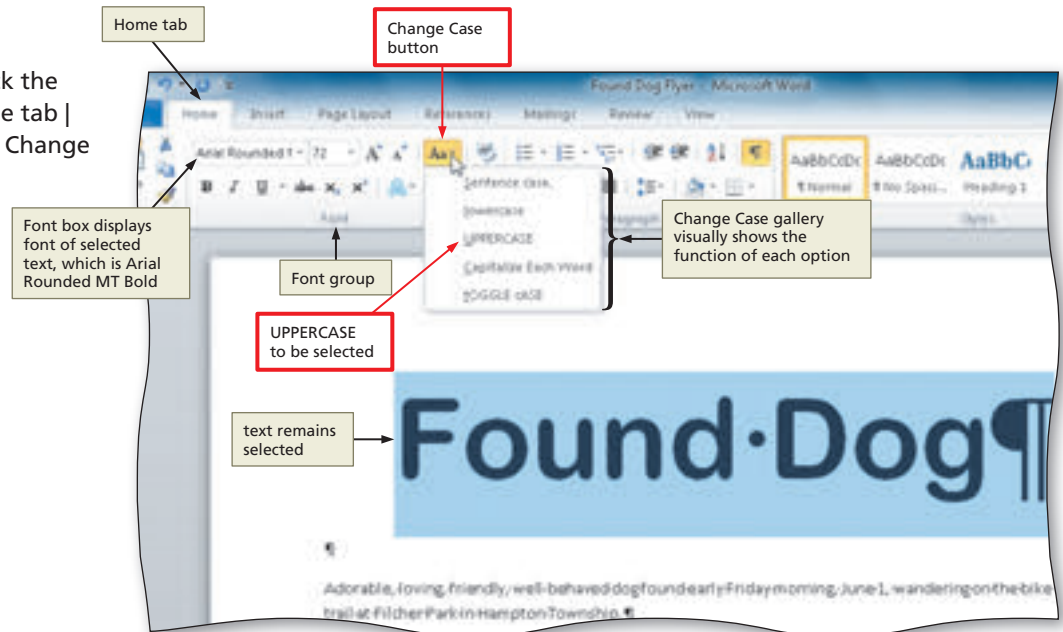 Home tab
Change Case
button
k the
e tab |
Change
Found Dog Flyer - Microsoft Word
Home Insert Page Layout References Mailings Review View
Arial Rounded 72 A A Aa
AaBbCcDc AaBbCcDc AaBbC
B I U abc x, x² A
¶ Normal ¶ No Spaci... Heading 1
Font Paragraph Styles
Sentence case.
lowercase
UPPERCASE
Capitalize Each Word
tOGGLE cASE
Font box displays
font of selected
text, which is Arial
Rounded MT Bold
Font group
Change Case gallery
visually shows the
function of each option
UPPERCASE
to be selected
text remains
selected
Found·Dog¶
¶
Adorable,·loving,·friendly,·well-behaved·dog·found·early·Friday·morning,·June·1,·wandering·on·the·bike
trail·at·Filcher·Park·in·Hampton·Township.¶